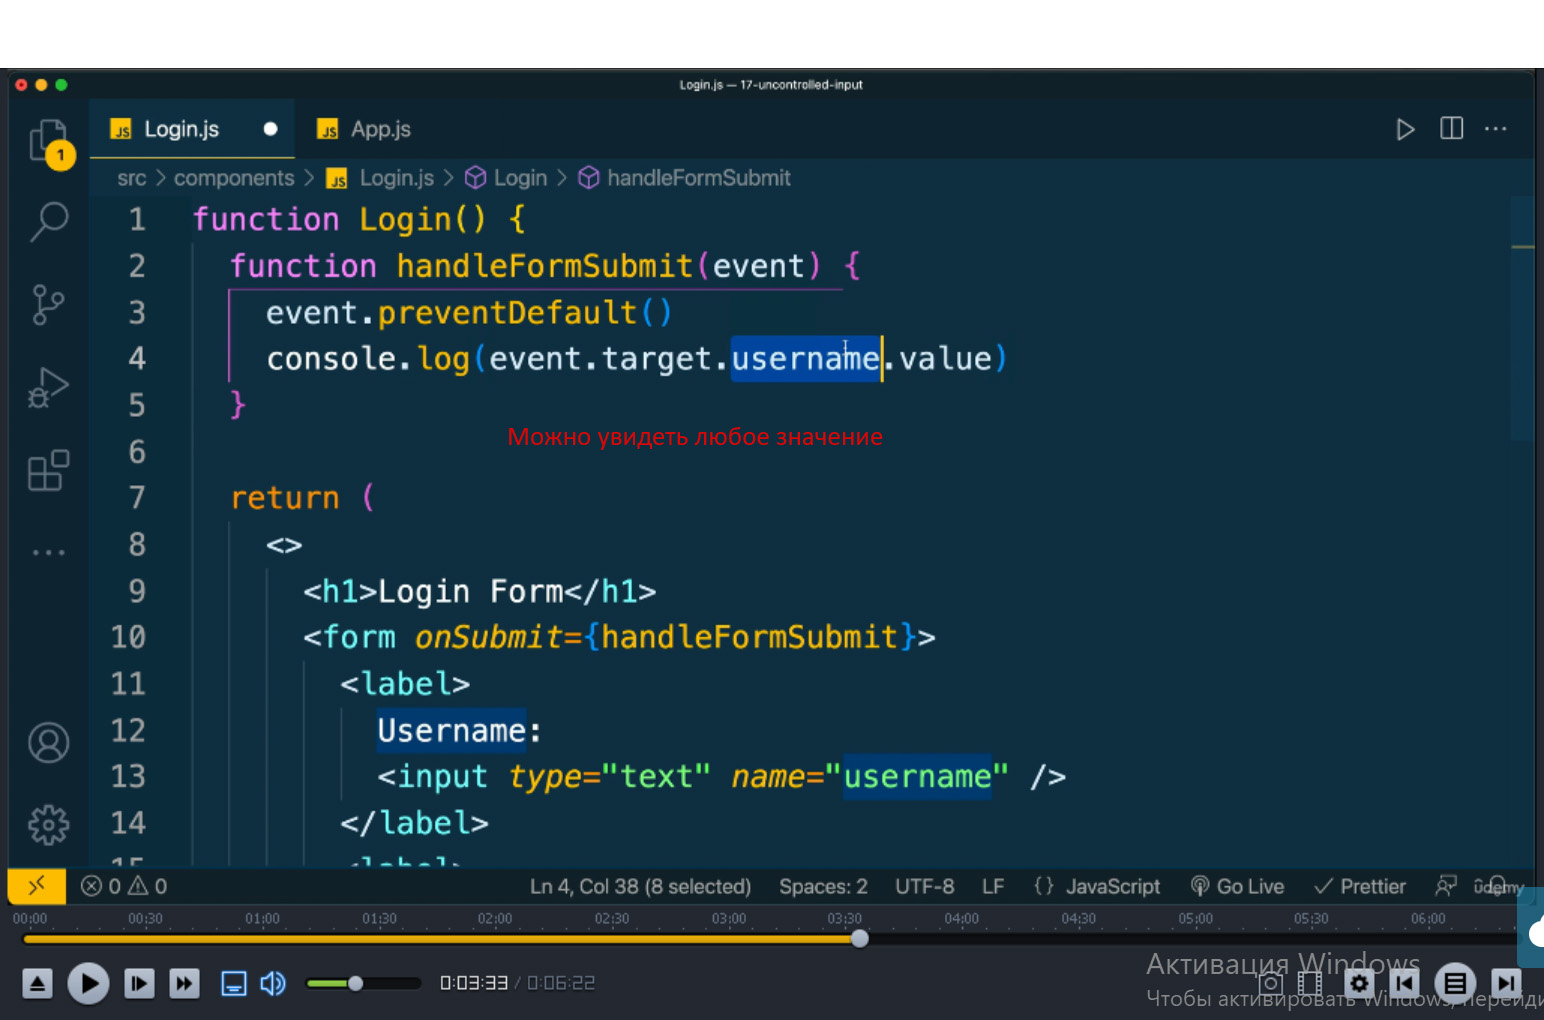 Login.js — 17-uncontrolled-input
JS Login.js JS App.js
1
src > components > JS Login.js > Login > handleFormSubmit
1 function Login() {
2 function handleFormSubmit(event) {
3 event.preventDefault()
4 console.log(event.target.username.value)
5 }
Можно увидеть любое значение
6
7 return (
8 <>
9 <h1>Login Form</h1>
10 <form onSubmit={handleFormSubmit}>
11 <label>
12 Username:
13 <input type="text" name="username" />
14 </label>
15 <label>
0 0 Ln 4, Col 38 (8 selected) Spaces: 2 UTF-8 LF {} JavaScript Go Live Prettier ûdemy
00:00 00:30 01:00 01:30 02:00 02:30 03:00 03:30 04:00 04:30 05:00 05:30 06:00
0:03:33 / 0:06:22
Активация Windows
Чтобы активировать Windows, перейди